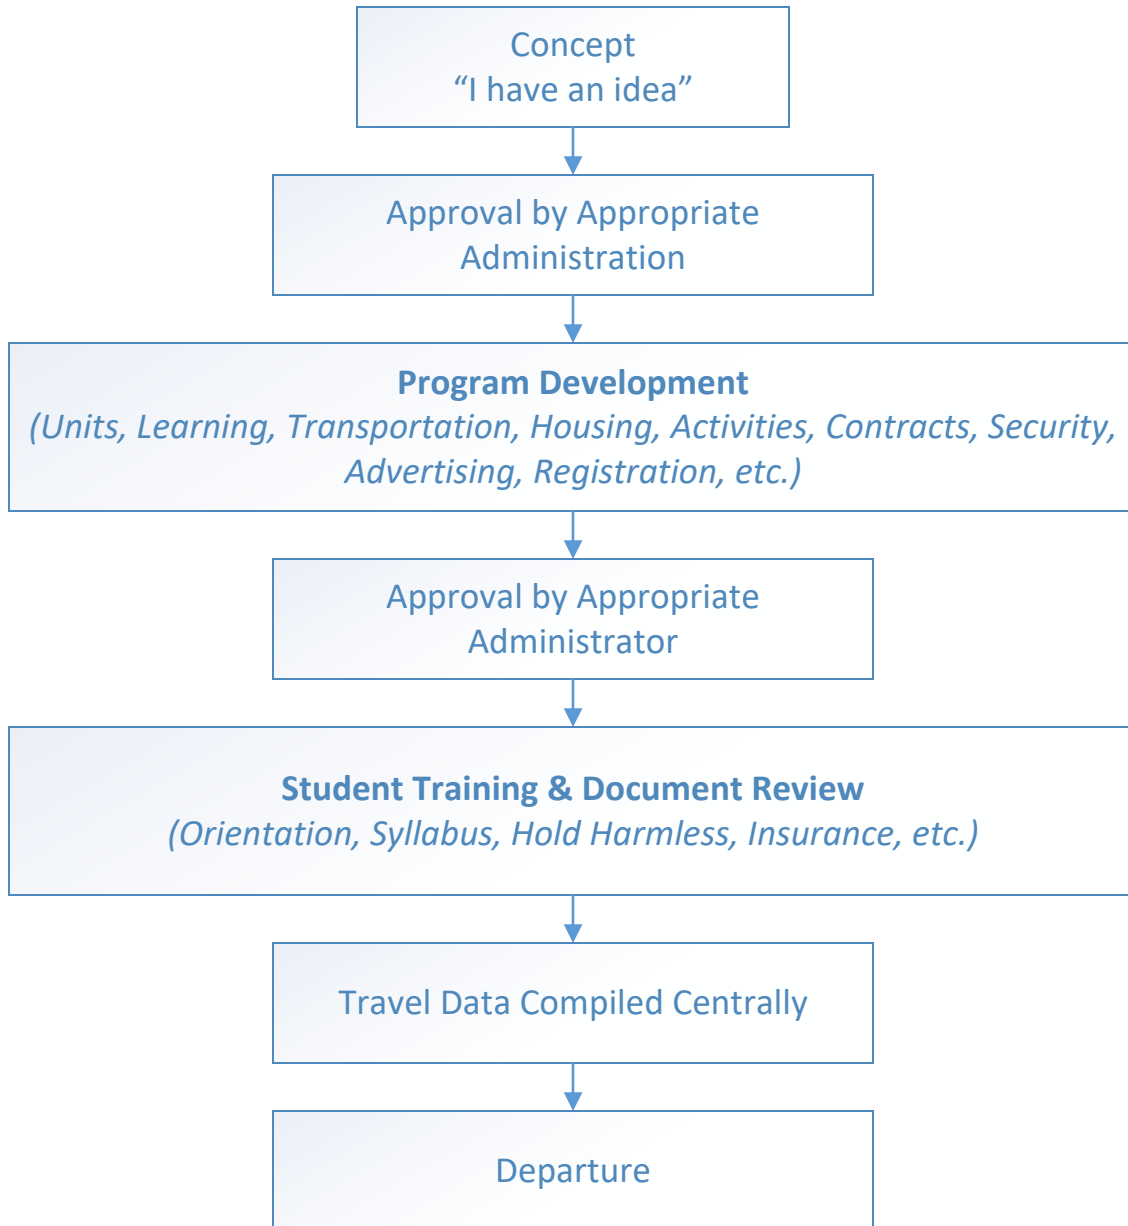 Concept
“I have an idea”
Approval by Appropriate
Administration
Program Development
(Units, Learning, Transportation, Housing, Activities, Contracts, Security,
Advertising, Registration, etc.)
Approval by Appropriate
Administrator
Student Training & Document Review
(Orientation, Syllabus, Hold Harmless, Insurance, etc.)
Travel Data Compiled Centrally
Departure